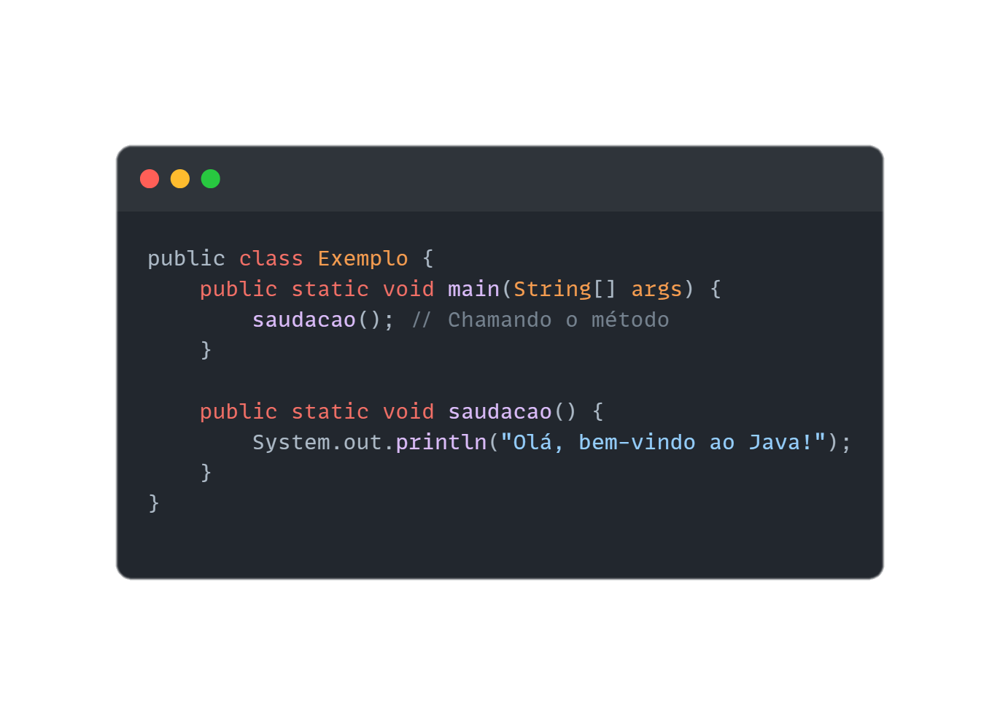 public class Exemplo {
    public static void main(String[] args) {
        saudacao(); // Chamando o método
    }

    public static void saudacao() {
        System.out.println("Olá, bem-vindo ao Java!");
    }
}